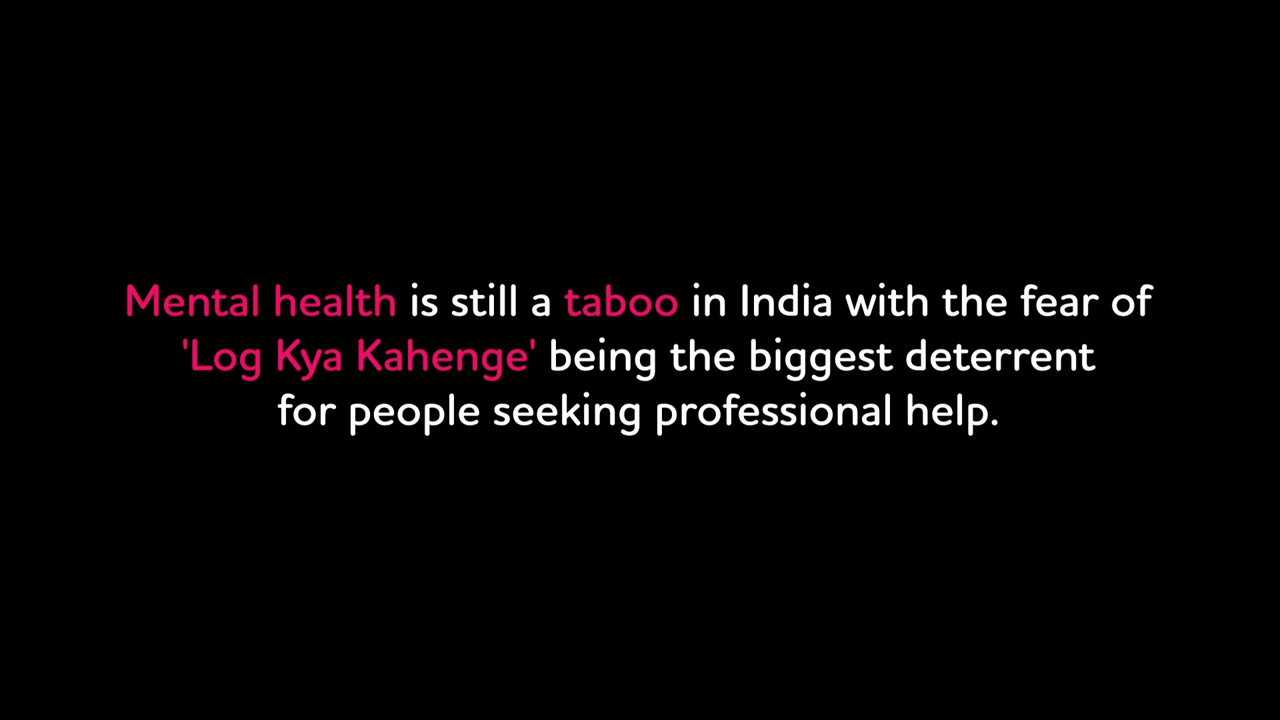 Mental health is still a taboo in India with the fear of
'Log Kya Kahenge' being the biggest deterrent
for people seeking professional help.